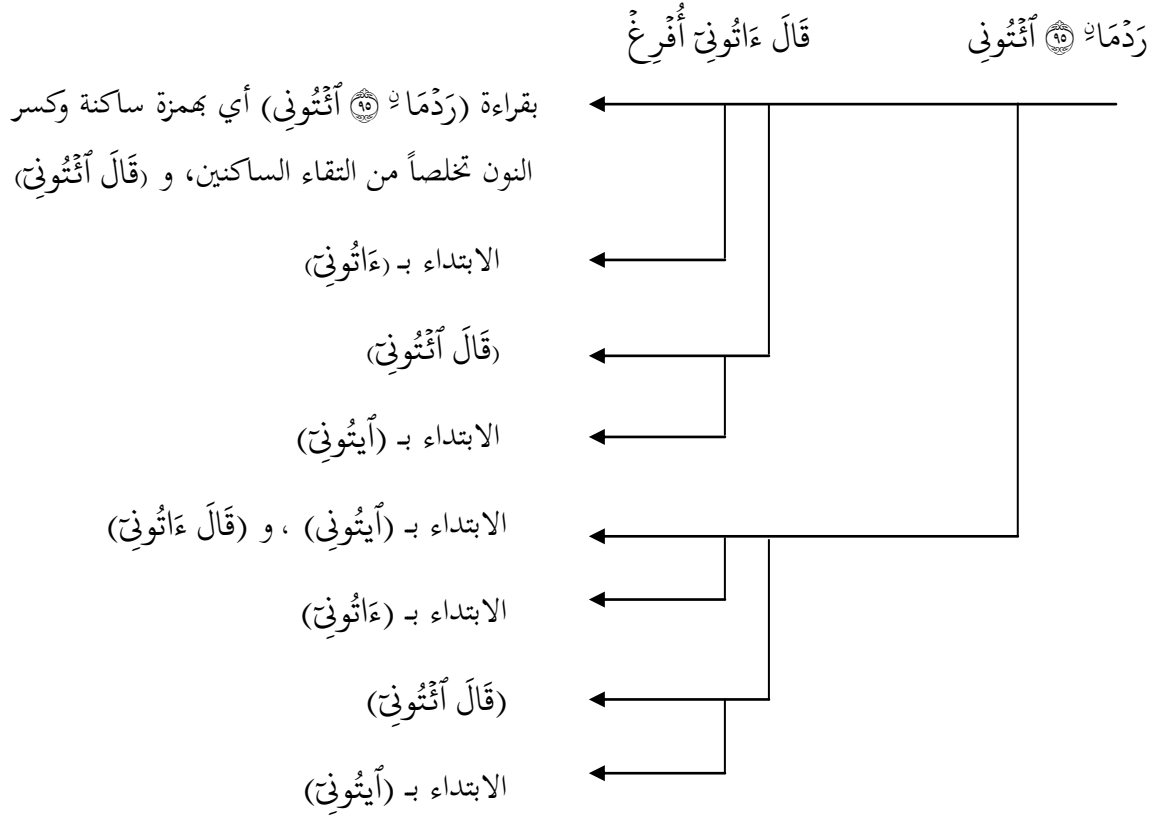 رَدۡمًاࣙ ۝٩٥ ٱئۡتُونِى قَالَ ءَاتُونِىٓ أُفۡرِغۡ
بقراءة (رَدۡمَاࣙ ۝٩٥ ٱئۡتُونِى) أي بهمزة ساكنة وكسر
النون تخلصاً من التقاء الساكنين، و (قَالَ ٱئۡتُونِىٓ)
الابتداء بـ (ءَاتُونِىٓ)
(قَالَ ٱئۡتُونِىٓ)
الابتداء بـ (ٱيتُونِىٓ)
الابتداء بـ (ٱيتُونِى) ، و (قَالَ ءَاتُونِىٓ)
الابتداء بـ (ءَاتُونِىٓ)
(قَالَ ٱئۡتُونِىٓ)
الابتداء بـ (ٱيتُونِىٓ)